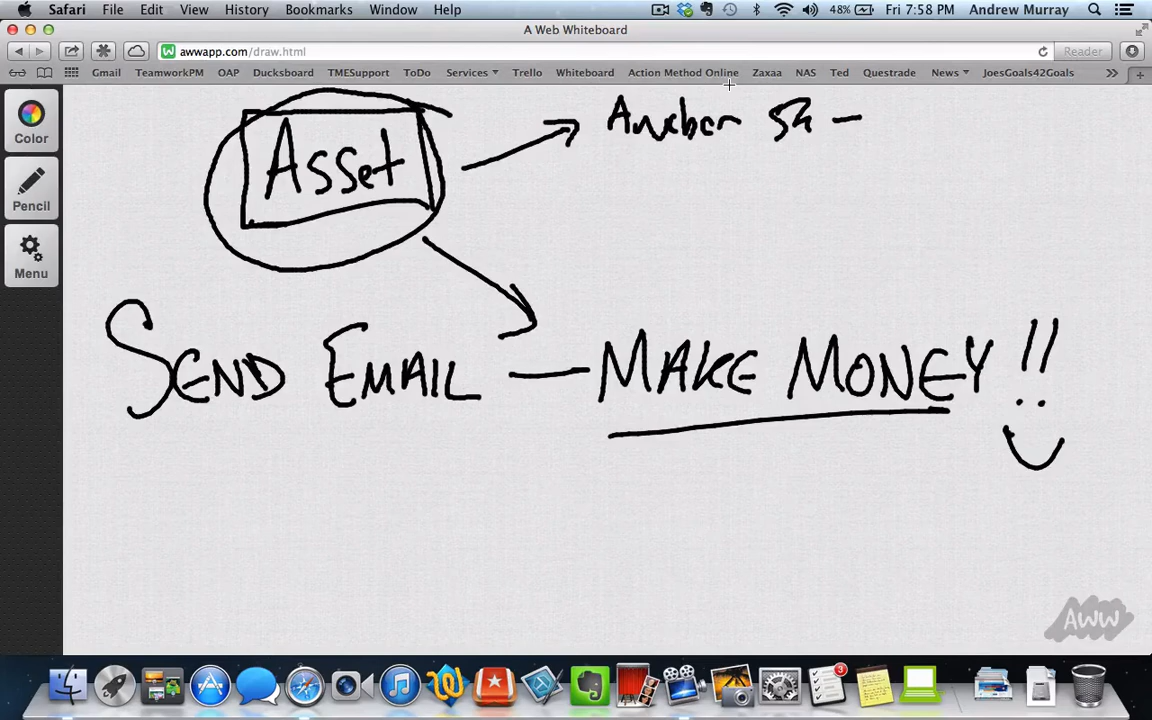 Safari File Edit View History Bookmarks Window Help 48% Fri 7:58 PM Andrew Murray
A Web Whiteboard
awwapp.com/draw.html Reader
Gmail TeamworkPM OAP Ducksboard TMESupport ToDo Services Trello Whiteboard Action Method Online Zaxaa NAS Ted Questrade News JoesGoals42Goals
Color
Pencil
Menu
Asset
SEND EMAIL — MAKE MONEY!!
AWW
3